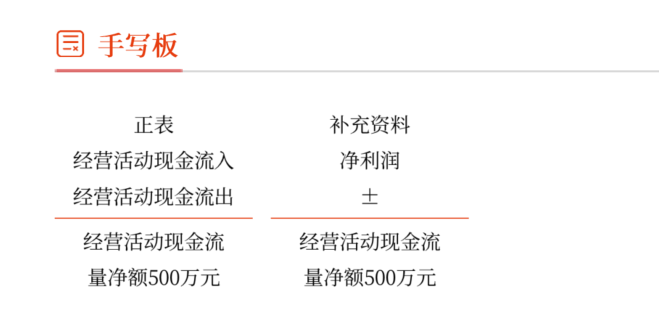 手写板
正表
经营活动现金流入
经营活动现金流出
经营活动现金流
量净额500万元
补充资料
净利润
±
经营活动现金流
量净额500万元